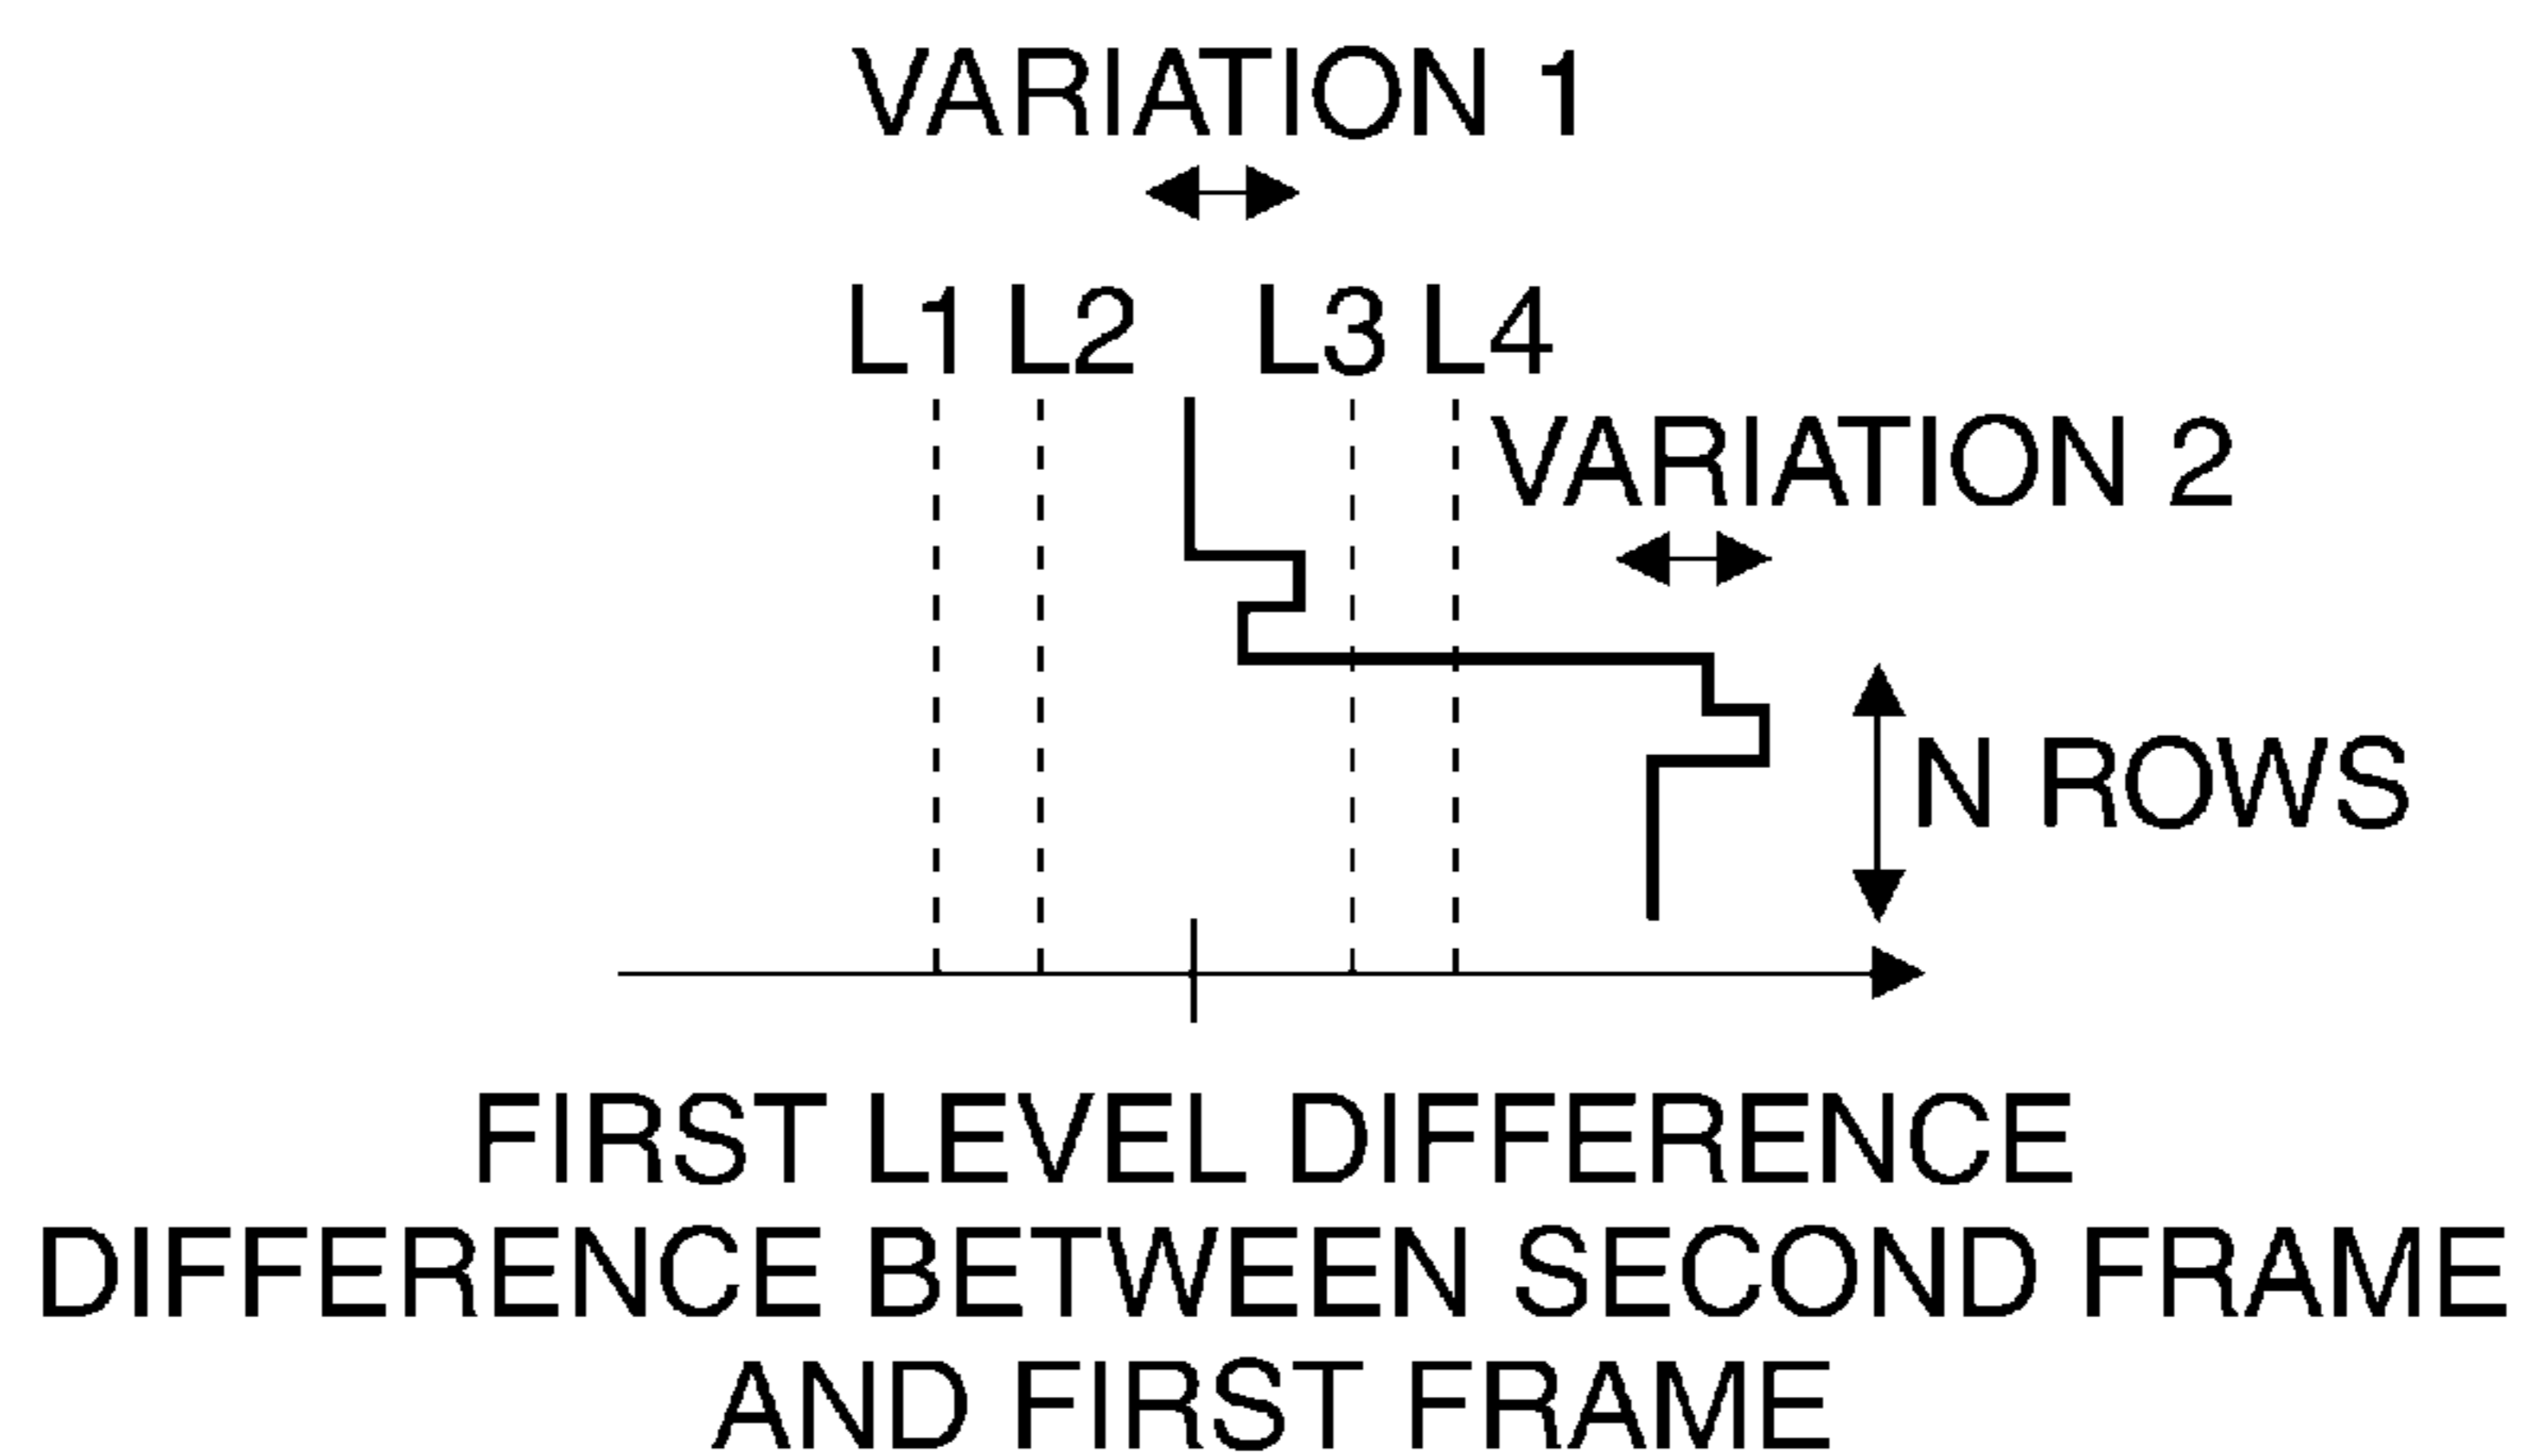 VARIATION 1
L1 L2 L3 L4
VARIATION 2
N ROWS
FIRST LEVEL DIFFERENCE
DIFFERENCE BETWEEN SECOND FRAME
AND FIRST FRAME